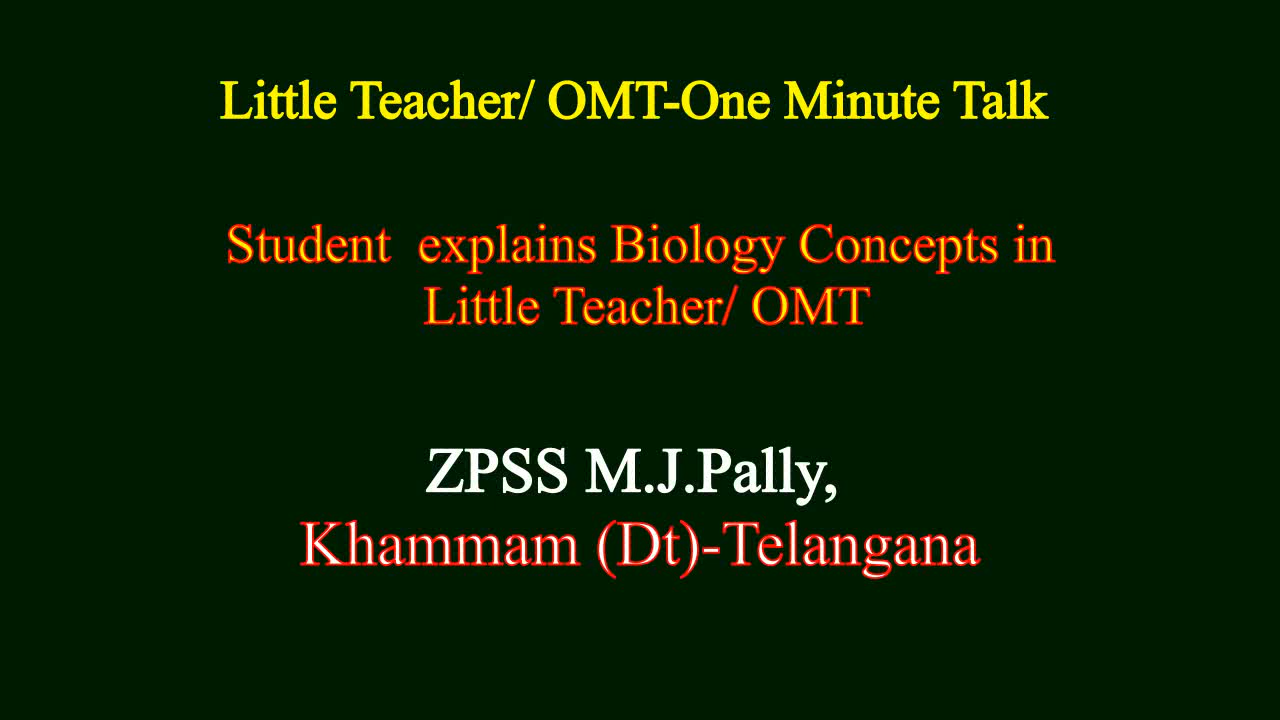 Little Teacher/ OMT-One Minute Talk
Student  explains Biology Concepts in
Little Teacher/ OMT
ZPSS M.J.Pally,
Khammam (Dt)-Telangana